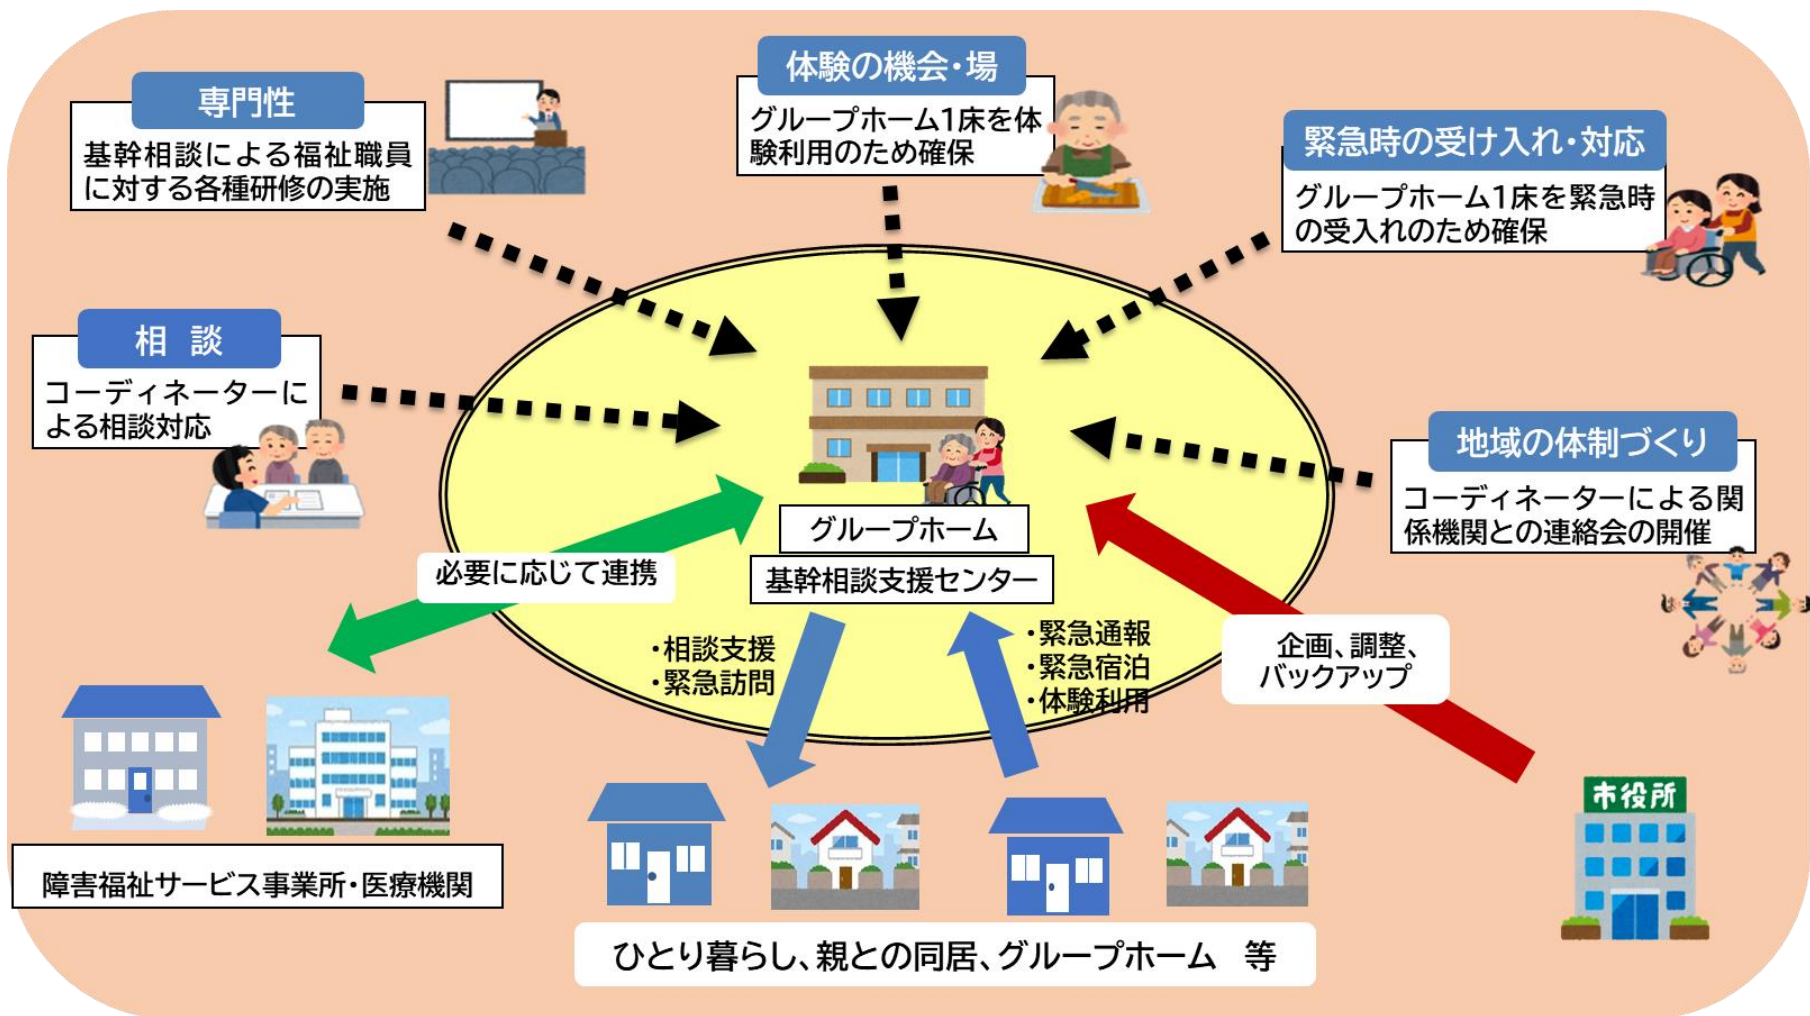 体験の機会・場
グループホーム1床を体
験利用のため確保
専門性
基幹相談による福祉職員
に対する各種研修の実施
緊急時の受け入れ・対応
グループホーム1床を緊急時
の受入れのため確保
相 談
コーディネーターに
よる相談対応
地域の体制づくり
コーディネーターによる関
係機関との連絡会の開催
グループホーム
基幹相談支援センター
必要に応じて連携
・相談支援
・緊急訪問
・緊急通報
・緊急宿泊
・体験利用
企画、調整、
バックアップ
市役所
障害福祉サービス事業所・医療機関
ひとり暮らし、親との同居、グループホーム 等